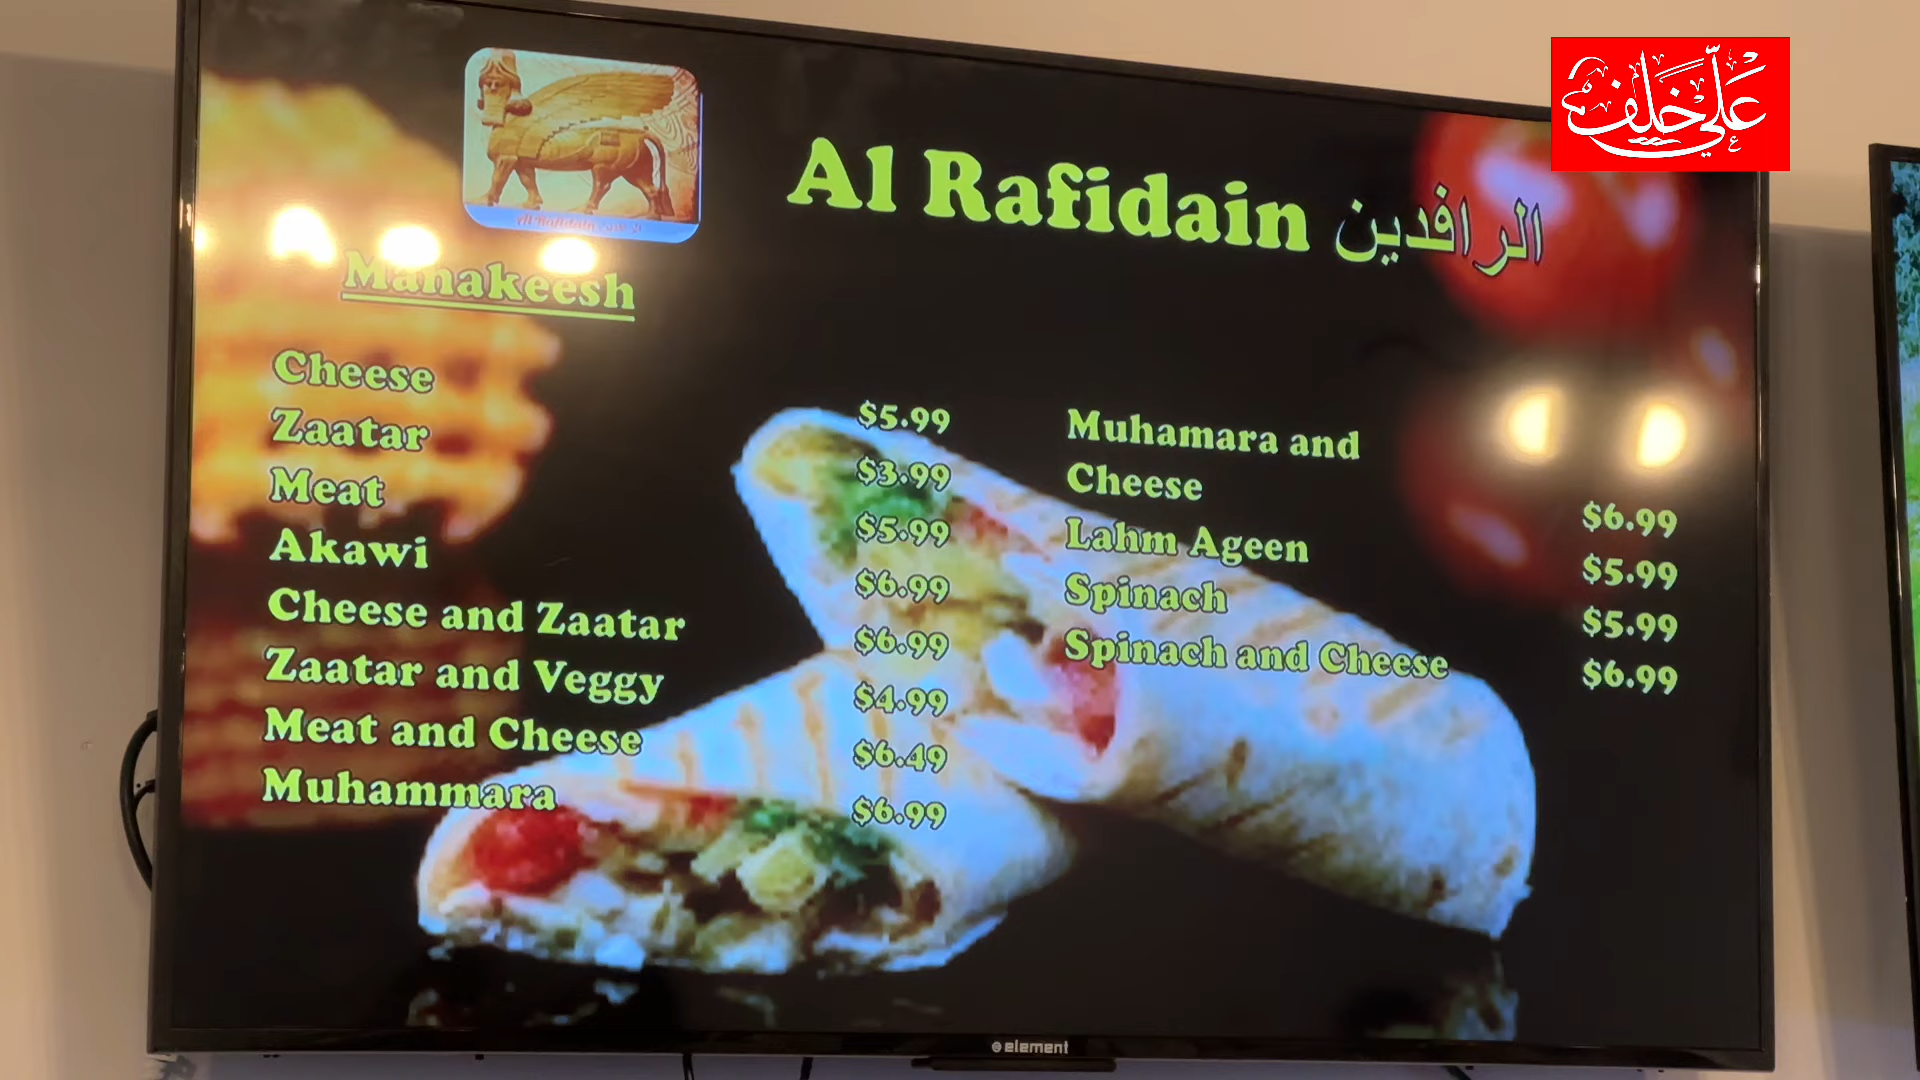 علي خلف
Al Rafidain الرافدين
Al Rafidain
Manakeesh
Cheese $5.99
Zaatar $3.99
Meat $5.99
Akawi $6.99
Cheese and Zaatar $6.99
Zaatar and Veggy $4.99
Meat and Cheese $6.49
Muhammara $6.99
Muhamara and
Cheese $6.99
Lahm Ageen $5.99
Spinach $5.99
Spinach and Cheese $6.99
element